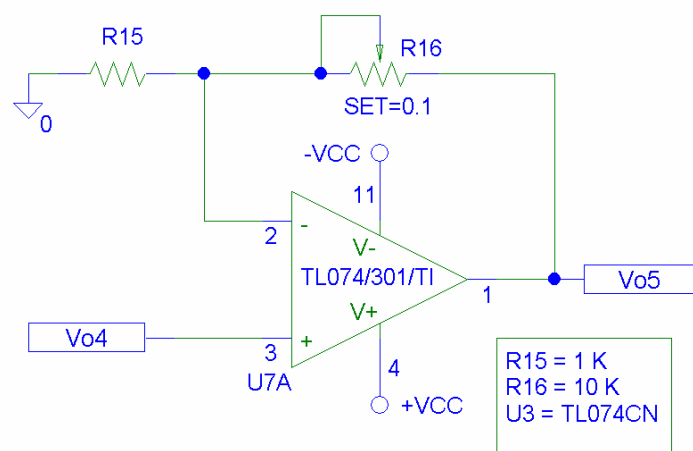 R15
R16
0
SET=0.1
-VCC
11
2
-
V-
TL074/301/TI
1
Vo5
V+
Vo4
3
+
U7A
4
+VCC
R15 = 1 K
R16 = 10 K
U3 = TL074CN